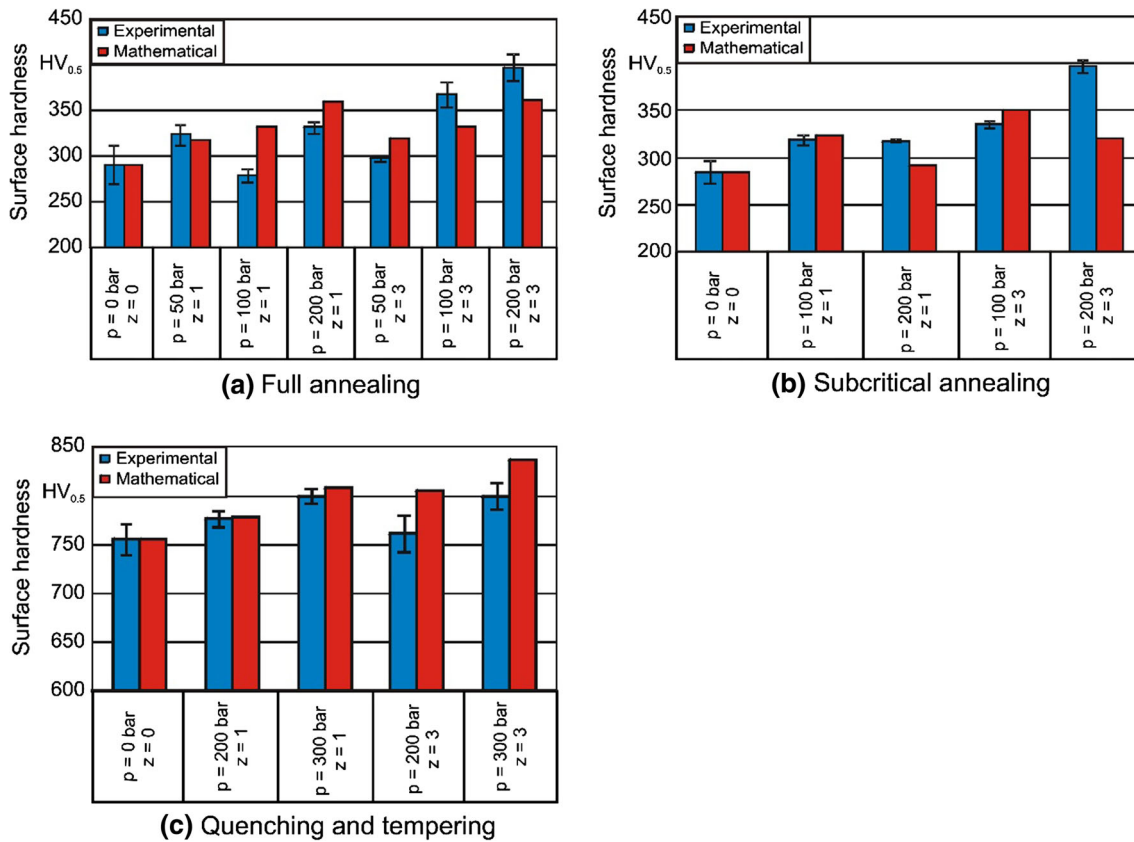 450
HV0.5
350
300
250
200
Surface hardness
Experimental
Mathematical
p = 0 bar
z = 0
p = 50 bar
z = 1
p = 100 bar
z = 1
p = 200 bar
z = 1
p = 50 bar
z = 3
p = 100 bar
z = 3
p = 200 bar
z = 3
(a) Full annealing
450
HV0.5
350
300
250
200
Surface hardness
Experimental
Mathematical
p = 0 bar
z = 0
p = 100 bar
z = 1
p = 200 bar
z = 1
p = 100 bar
z = 3
p = 200 bar
z = 3
(b) Subcritical annealing
850
HV0.5
750
700
650
600
Surface hardness
Experimental
Mathematical
p = 0 bar
z = 0
p = 200 bar
z = 1
p = 300 bar
z = 1
p = 200 bar
z = 3
p = 300 bar
z = 3
(c) Quenching and tempering